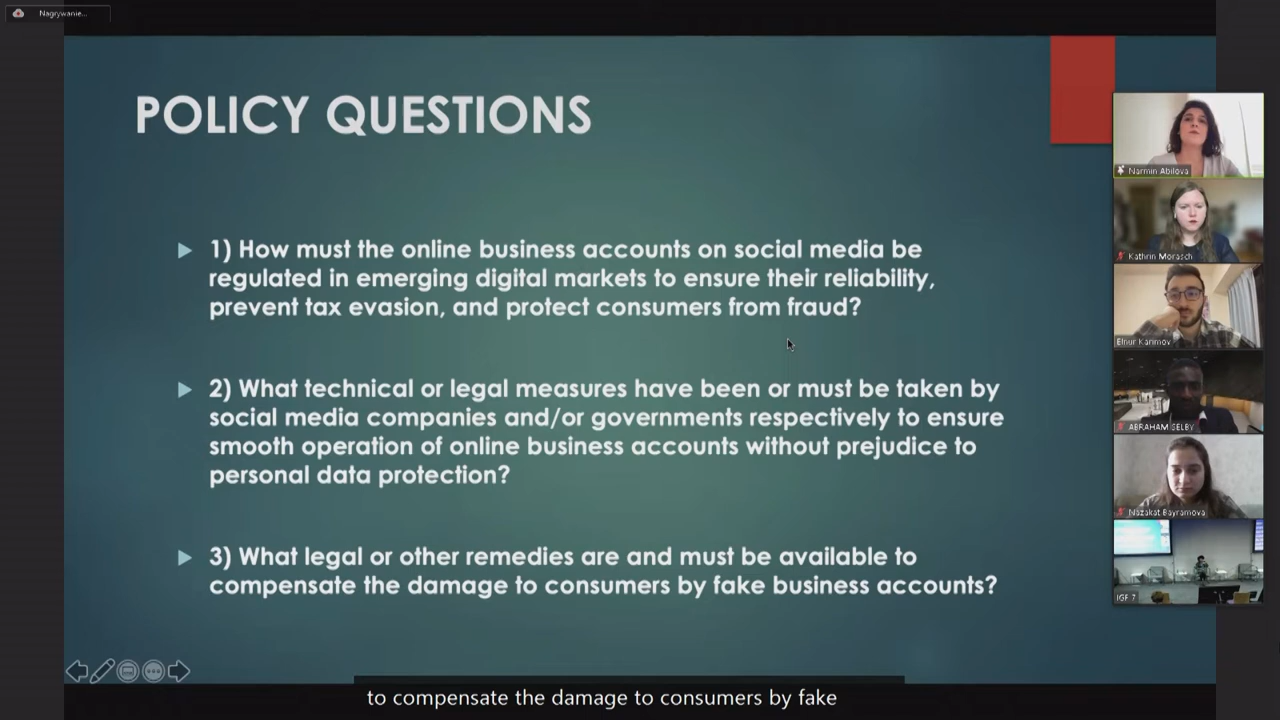 Nagrywanie...
POLICY QUESTIONS
1) How must the online business accounts on social media be
regulated in emerging digital markets to ensure their reliability,
prevent tax evasion, and protect consumers from fraud?
2) What technical or legal measures have been or must be taken by
social media companies and/or governments respectively to ensure
smooth operation of online business accounts without prejudice to
personal data protection?
3) What legal or other remedies are and must be available to
compensate the damage to consumers by fake business accounts?
Narmin Abilova
Kathrin Morasch
Elnur Karimov
ABRAHAM SELBY
Nazakat Bayramova
IGF 7
to compensate the damage to consumers by fake